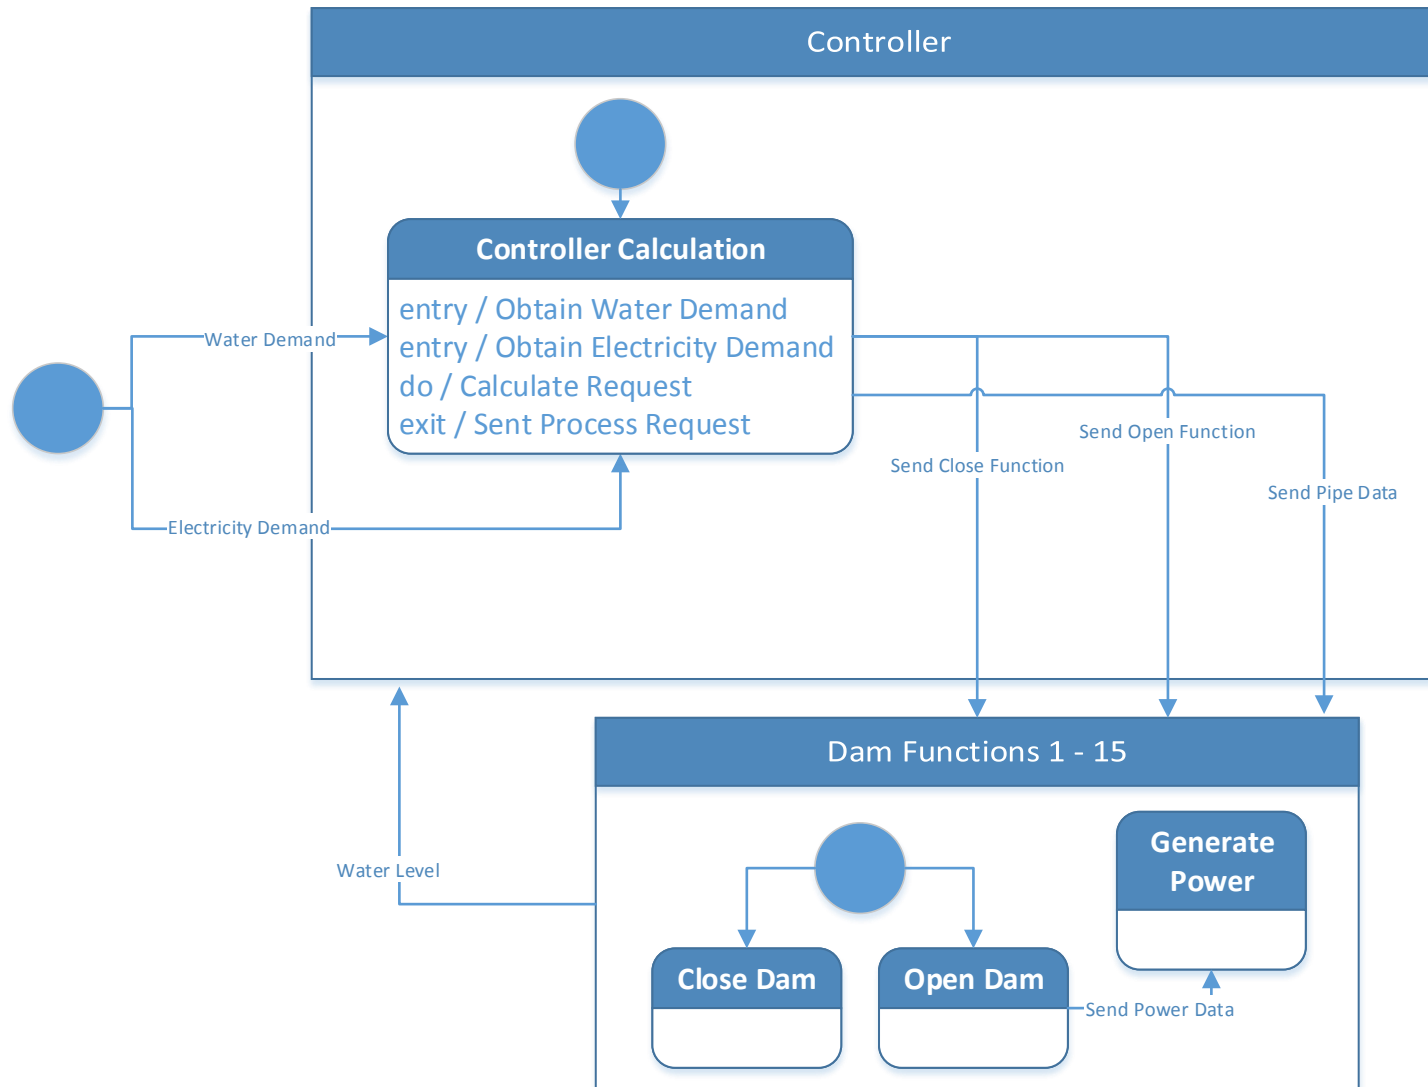 Controller
Controller Calculation
entry / Obtain Water Demand
entry / Obtain Electricity Demand
do / Calculate Request
exit / Sent Process Request
Water Demand
Electricity Demand
Send Close Function
Send Open Function
Send Pipe Data
Dam Functions 1 - 15
Water Level
Generate
Power
Close Dam
Open Dam
Send Power Data